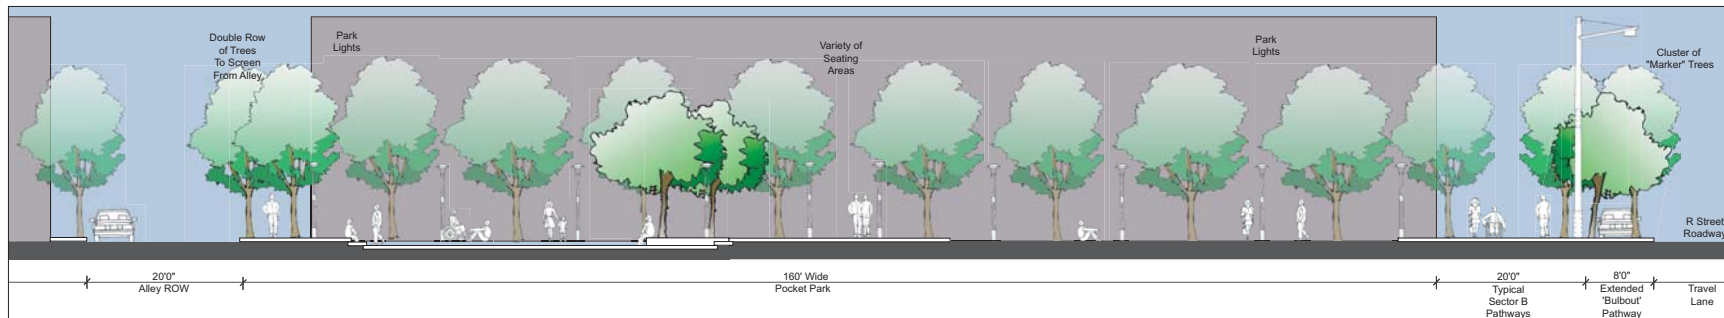 Double Row
of Trees
To Screen
From Alley
Park
Lights
Variety of
Seating
Areas
Park
Lights
Cluster of
"Marker" Trees
R Street
Roadway
20'0"
Alley ROW
160' Wide
Pocket Park
20'0"
Typical
Sector B
Pathways
8'0"
Extended
'Bulbout'
Pathway
Travel
Lane